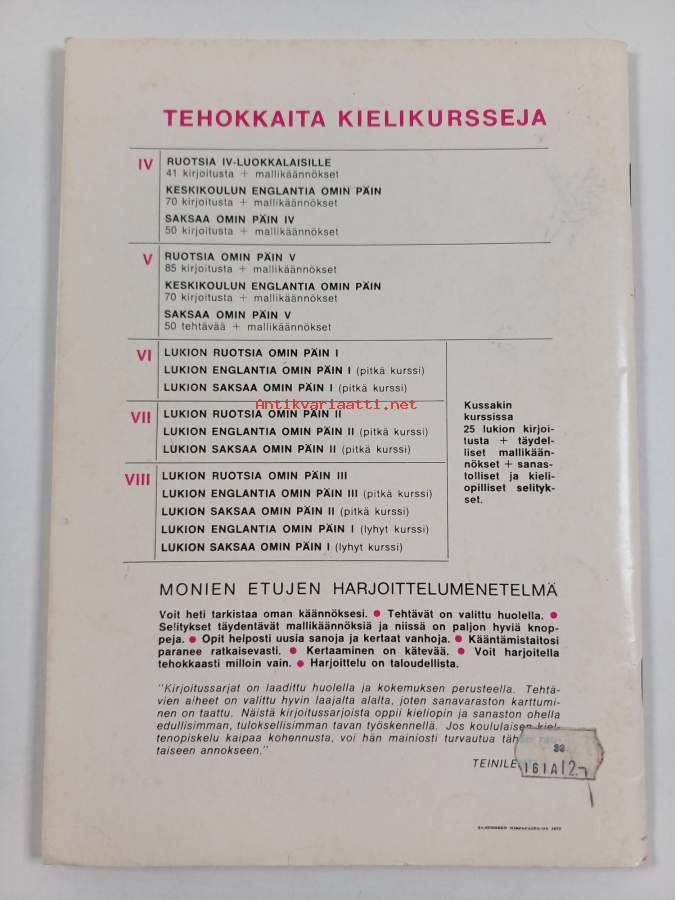 TEHOKKAITA KIELIKURSSEJA
IV RUOTSIA IV-LUOKKALAISILLE
41 kirjoitusta + mallikäännökset
KESKIKOULUN ENGLANTIA OMIN PÄIN
70 kirjoitusta + mallikäännökset
SAKSAA OMIN PÄIN IV
50 kirjoitusta + mallikäännökset
V RUOTSIA OMIN PÄIN V
85 kirjoitusta + mallikäännökset
KESKIKOULUN ENGLANTIA OMIN PÄIN
70 kirjoitusta + mallikäännökset
SAKSAA OMIN PÄIN V
50 tehtävää + mallikäännökset
VI LUKION RUOTSIA OMIN PÄIN I
LUKION ENGLANTIA OMIN PÄIN I (pitkä kurssi)
LUKION SAKSAA OMIN PÄIN I (pitkä kurssi)
Antikvariaatti.net
VII LUKION RUOTSIA OMIN PÄIN II
LUKION ENGLANTIA OMIN PÄIN II (pitkä kurssi)
LUKION SAKSAA OMIN PÄIN II (pitkä kurssi)
VIII LUKION RUOTSIA OMIN PÄIN III
LUKION ENGLANTIA OMIN PÄIN III (pitkä kurssi)
LUKION SAKSAA OMIN PÄIN II (pitkä kurssi)
LUKION ENGLANTIA OMIN PÄIN I (lyhyt kurssi)
LUKION SAKSAA OMIN PÄIN I (lyhyt kurssi)
Kussakin
kurssissa
25 lukion kirjoi-
tusta + täydel-
liset mallikään-
nökset + sanas-
tolliset ja kieli-
opilliset selityk-
set.
MONIEN ETUJEN HARJOITTELUMENETELMÄ
Voit heti tarkistaa oman käännöksesi. ● Tehtävät on valittu huolella. ●
Selitykset täydentävät mallikäännöksiä ja niissä on paljon hyviä knop-
peja. ● Opit helposti uusia sanoja ja kertaat vanhoja. ● Kääntämistaitosi
paranee ratkaisevasti. ● Kertaaminen on kätevää. ● Voit harjoitella
tehokkaasti milloin vain. ● Harjoittelu on taloudellista.
"Kirjoitussarjat on laadittu huolella ja kokemuksen perusteella. Tehtä-
vien aiheet on valittu hyvin laajalta alalta, joten sanavaraston karttumi-
nen on taattu. Näistä kirjoitussarjoista oppii kieliopin ja sanaston ohella
edullisimman, tuloksellisimman tavan työskennellä. Jos koululaisen kiel-
tenopiskelu kaipaa kohennusta, voi hän mainiosti turvautua
taiseen annokseen."
TEINILE
161A 12.-